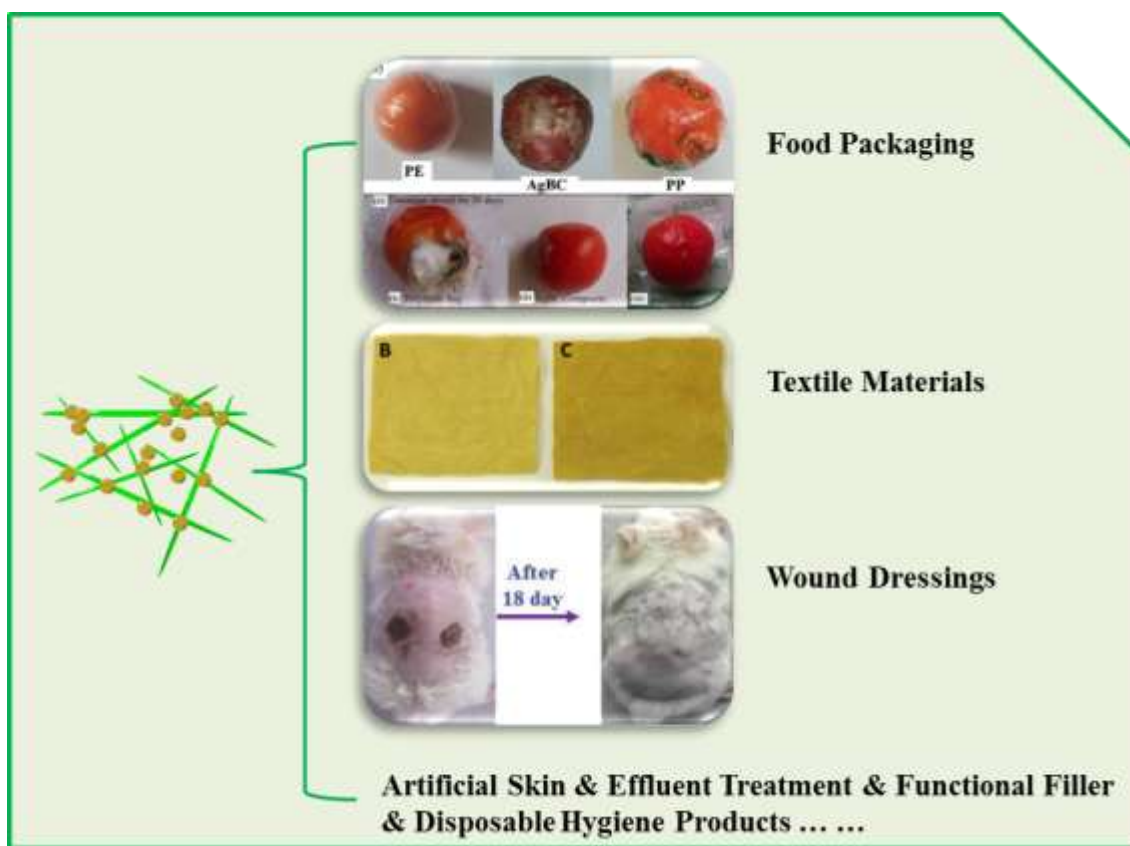 Food Packaging
PE
AgBC
PP
Textile Materials
B
C
Wound Dressings
After
18 day
Artificial Skin & Effluent Treatment & Functional Filler
& Disposable Hygiene Products ... ...